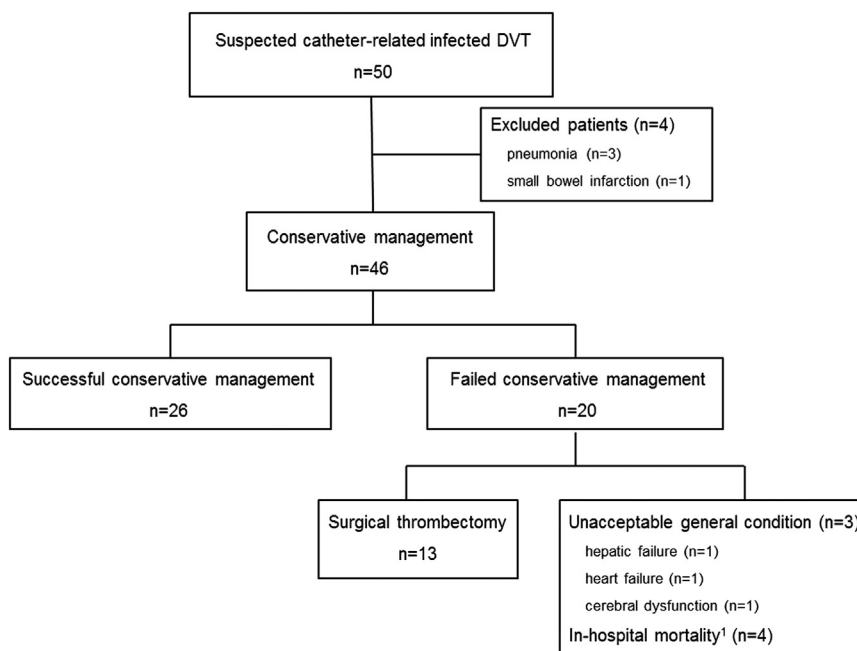 Suspected catheter-related infected DVT
n=50
Excluded patients (n=4)
pneumonia (n=3)
small bowel infarction (n=1)
Conservative management
n=46
Successful conservative management
n=26
Failed conservative management
n=20
Surgical thrombectomy
n=13
Unacceptable general condition (n=3)
hepatic failure (n=1)
heart failure (n=1)
cerebral dysfunction (n=1)
In-hospital mortality¹ (n=4)